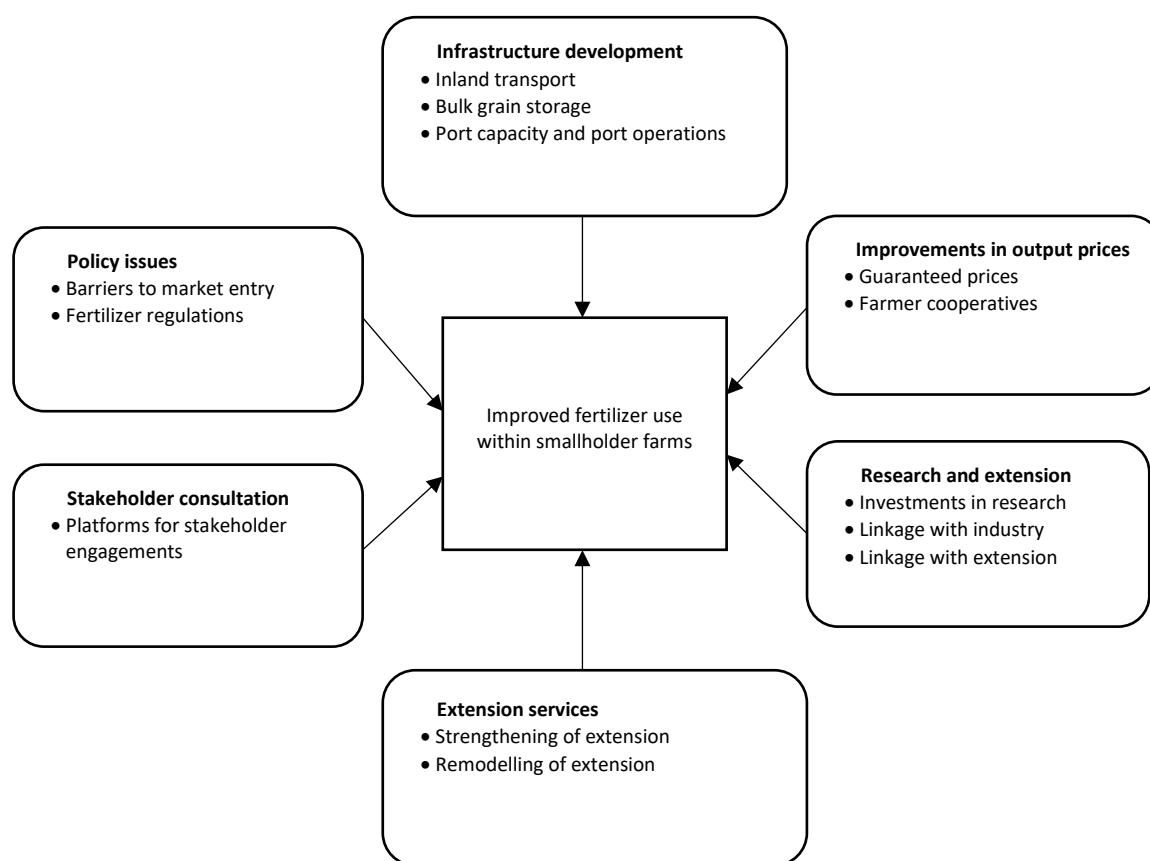 Infrastructure development
• Inland transport
• Bulk grain storage
• Port capacity and port operations
Policy issues
• Barriers to market entry
• Fertilizer regulations
Improvements in output prices
• Guaranteed prices
• Farmer cooperatives
Improved fertilizer use
within smallholder farms
Stakeholder consultation
• Platforms for stakeholder
engagements
Research and extension
• Investments in research
• Linkage with industry
• Linkage with extension
Extension services
• Strengthening of extension
• Remodelling of extension